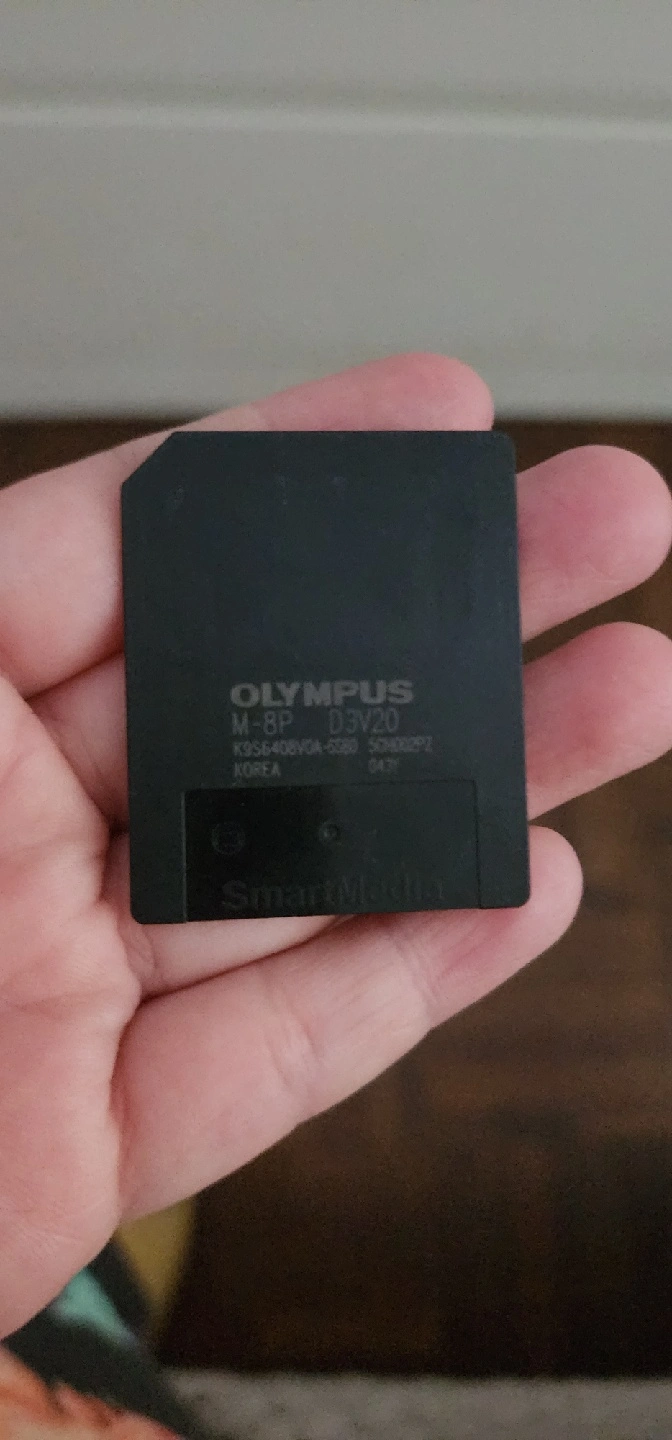 OLYMPUS
M-8P D3V20
KOREA
SmartMedia